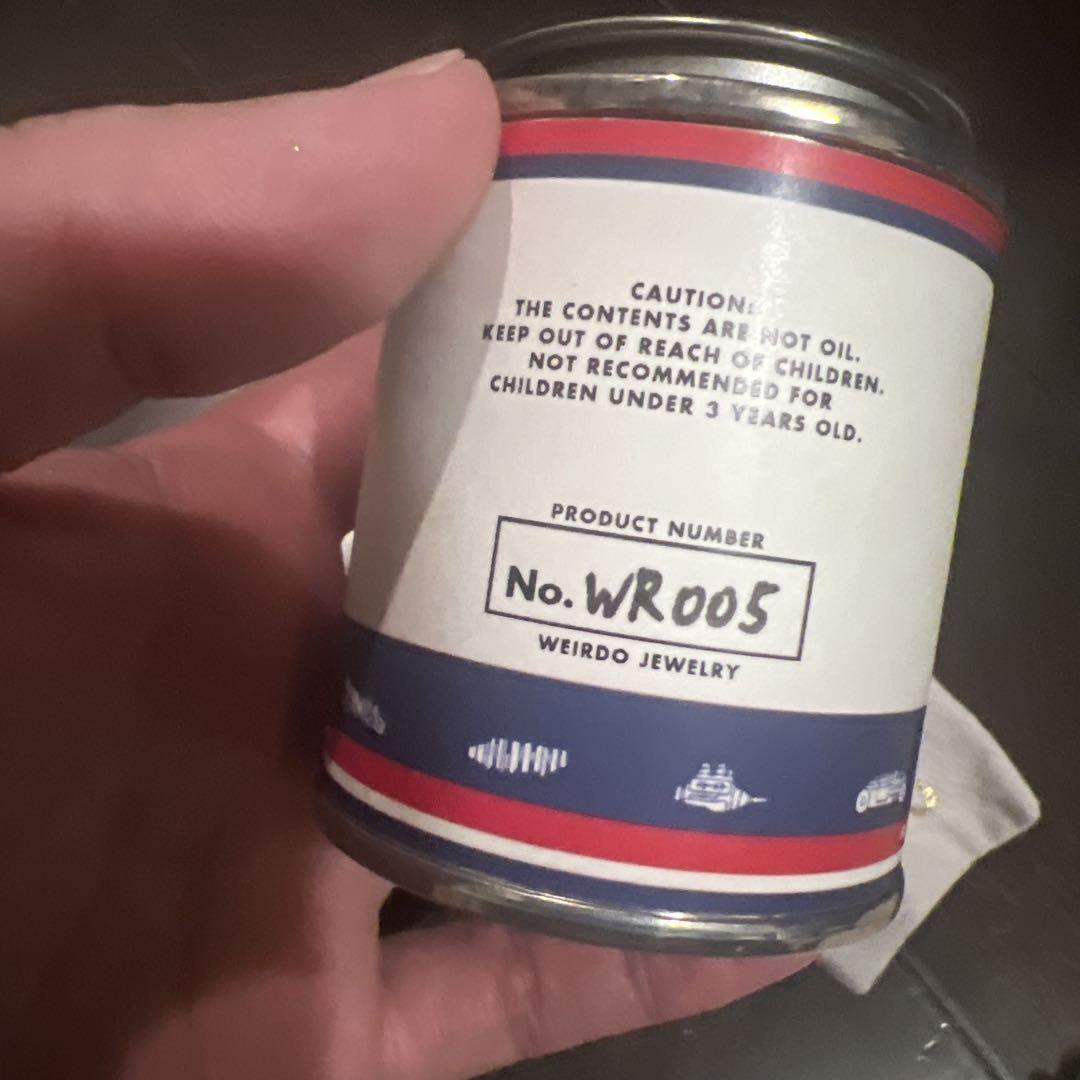 CAUTION:
THE CONTENTS ARE NOT OIL.
KEEP OUT OF REACH OF CHILDREN.
NOT RECOMMENDED FOR
CHILDREN UNDER 3 YEARS OLD.
PRODUCT NUMBER
No. WR005
WEIRDO JEWELRY